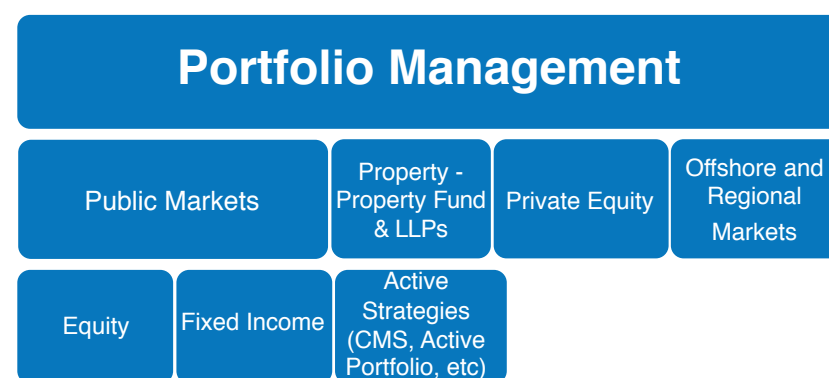 Portfolio Management
Public Markets
Property -
Property Fund
& LLPs
Private Equity
Offshore and
Regional
Markets
Equity
Fixed Income
Active
Strategies
(CMS, Active
Portfolio, etc)